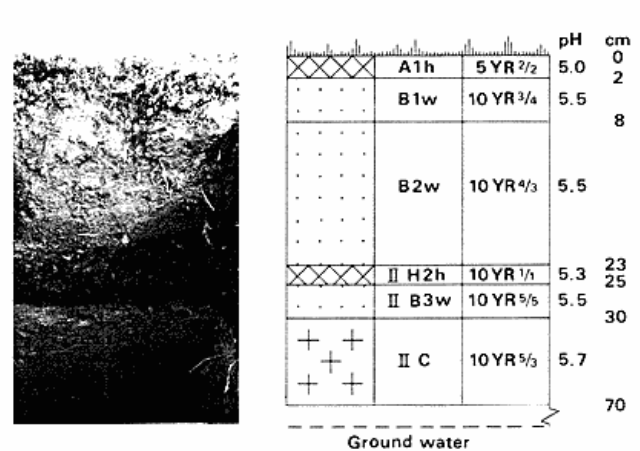 pH cm
0
A1h 5 YR 2/2 5.0
2
B1w 10 YR 3/4 5.5
8
B2w 10 YR 4/3 5.5
23
II H2h 10 YR 1/1 5.3
25
II B3w 10 YR 5/5 5.5
30
II C 10 YR 5/3 5.7
70
Ground water